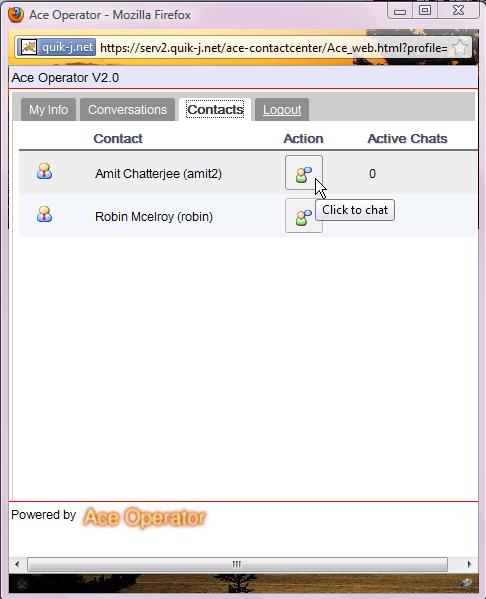 Ace Operator - Mozilla Firefox
quik-j.net https://serv2.quik-j.net/ace-contactcenter/Ace_web.html?profile=
Ace Operator V2.0
My Info Conversations Contacts Logout
Contact Action Active Chats
Amit Chatterjee (amit2) 0
Robin Mcelroy (robin)
Click to chat
Powered by Ace Operator